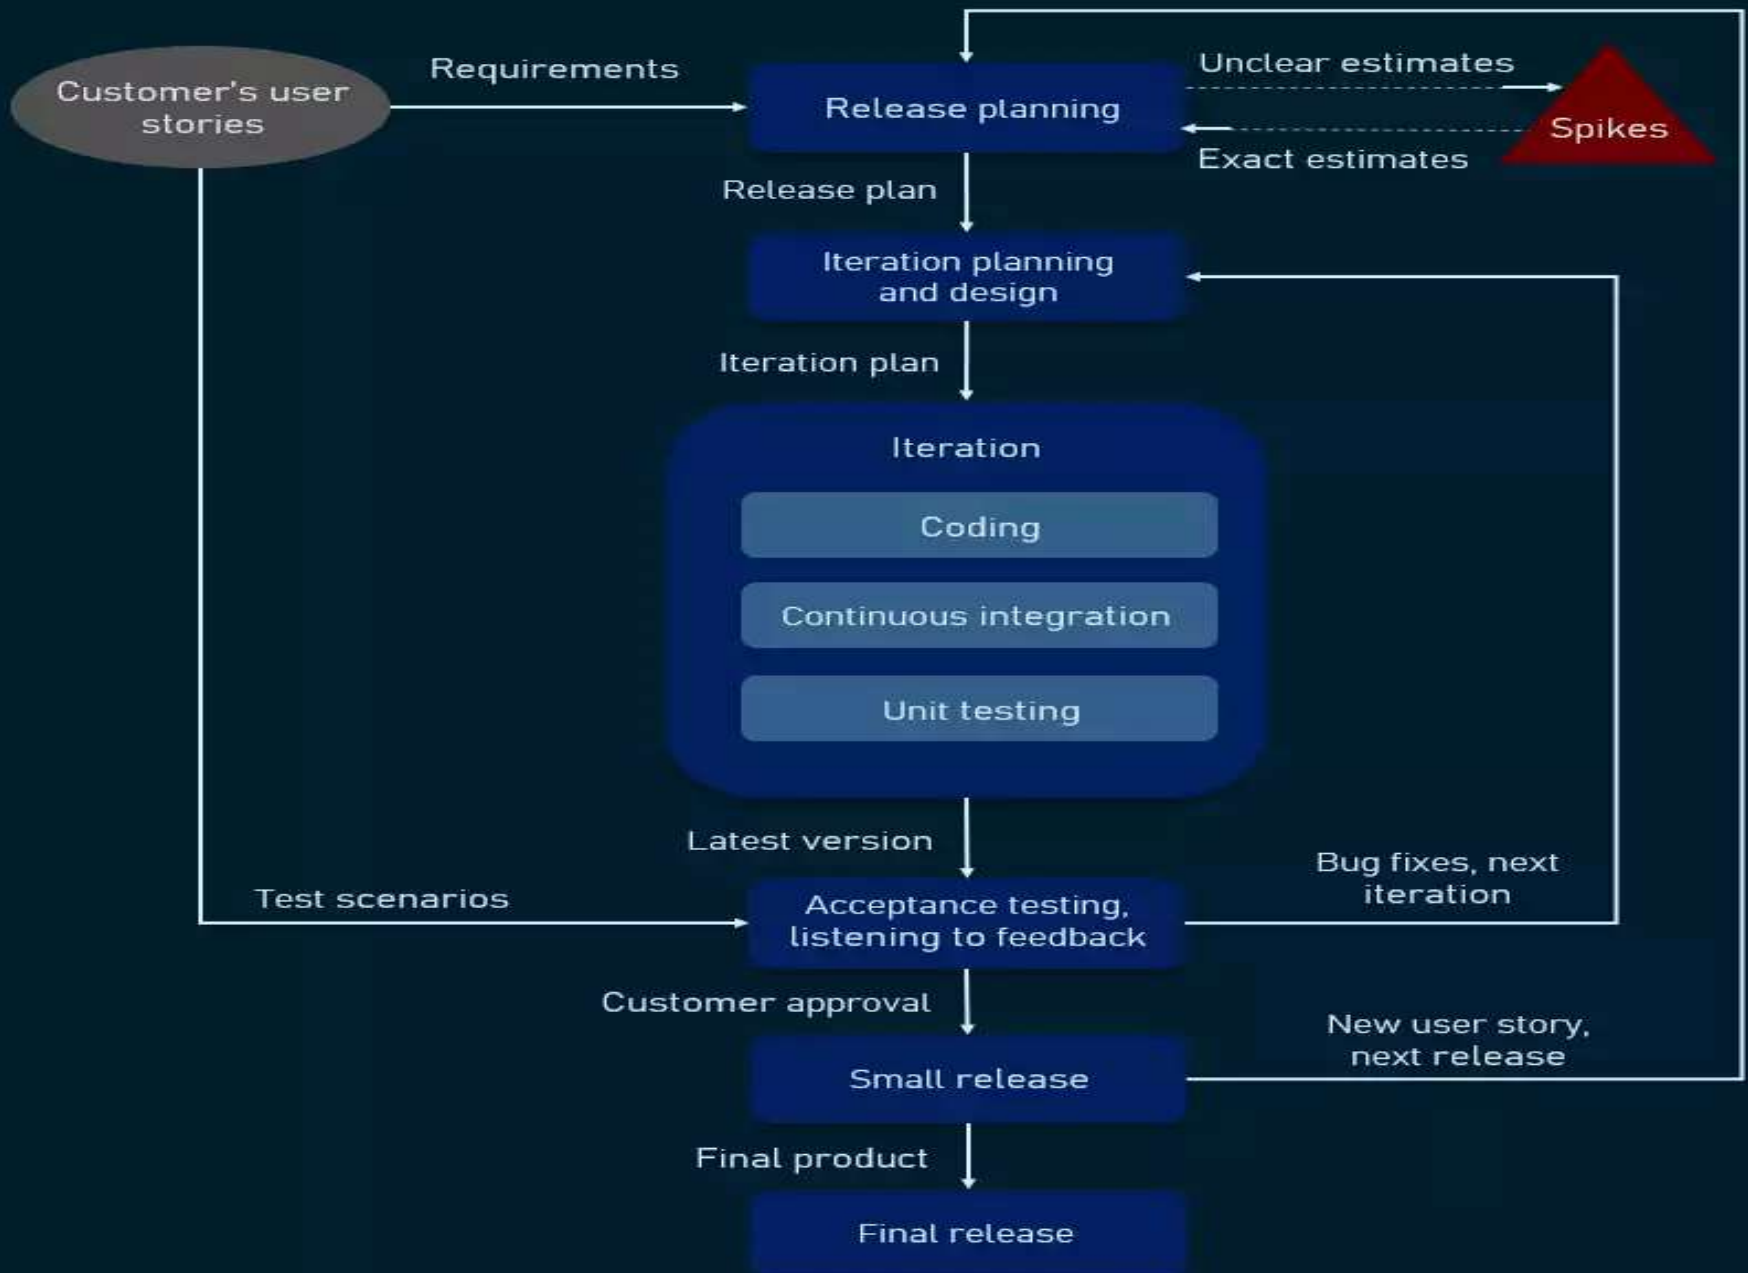 Customer's user
stories
Requirements
Release planning
Unclear estimates
Spikes
Exact estimates
Release plan
Iteration planning
and design
Iteration plan
Iteration
Coding
Continuous integration
Unit testing
Latest version
Test scenarios
Acceptance testing,
listening to feedback
Bug fixes, next
iteration
Customer approval
Small release
New user story,
next release
Final product
Final release